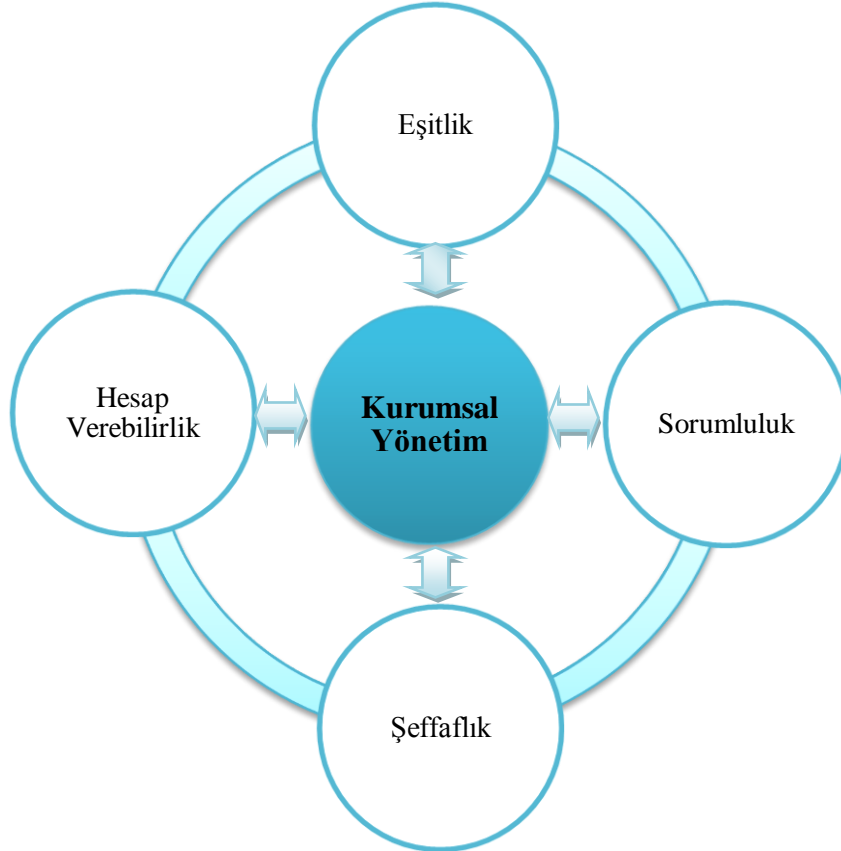 Eşitlik
Hesap
Verebilirlik
Kurumsal
Yönetim
Sorumluluk
Şeffaflık